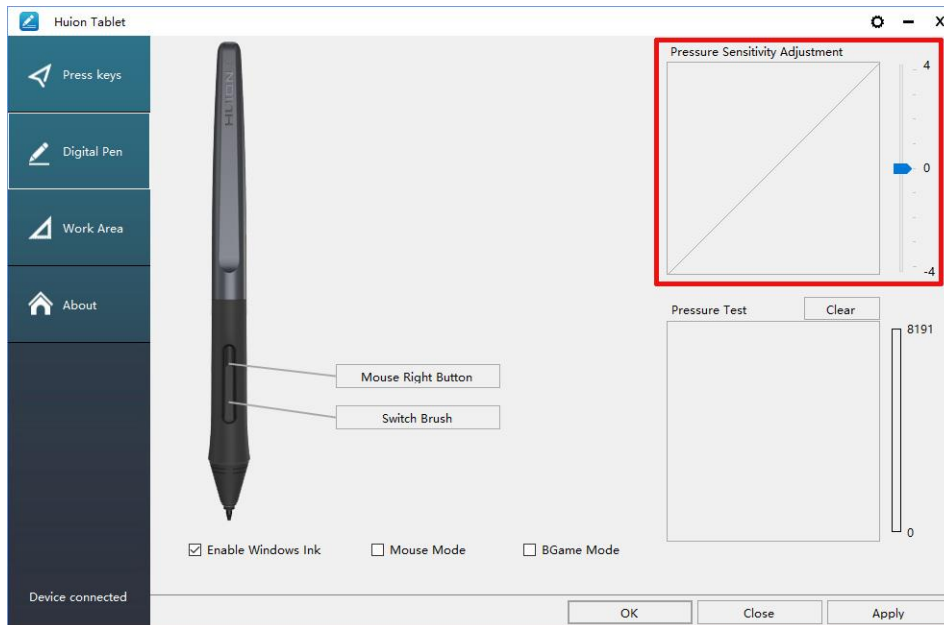 Huion Tablet
Press keys
Digital Pen
Work Area
About
Device connected
HUION
Mouse Right Button
Switch Brush
Enable Windows Ink
Mouse Mode
BGame Mode
Pressure Sensitivity Adjustment
4
0
-4
Pressure Test
Clear
8191
0
OK
Close
Apply